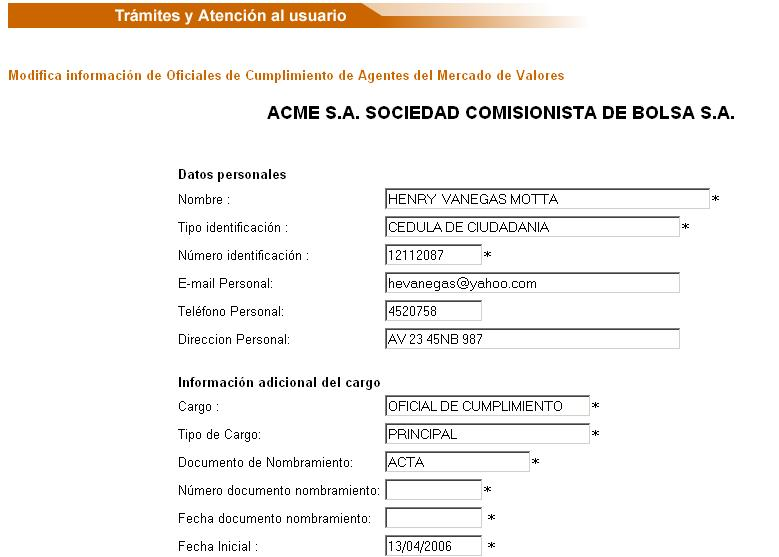 Trámites y Atención al usuario
Modifica información de Oficiales de Cumplimiento de Agentes del Mercado de Valores
ACME S.A. SOCIEDAD COMISIONISTA DE BOLSA S.A.
Datos personales
Nombre : HENRY VANEGAS MOTTA *
Tipo identificación : CEDULA DE CIUDADANIA *
Número identificación : 12112087 *
E-mail Personal: hevanegas@yahoo.com
Teléfono Personal: 4520758
Direccion Personal: AV 23 45NB 987
Información adicional del cargo
Cargo : OFICIAL DE CUMPLIMIENTO *
Tipo de Cargo: PRINCIPAL *
Documento de Nombramiento: ACTA *
Número documento nombramiento: *
Fecha documento nombramiento: *
Fecha Inicial : 13/04/2006 *